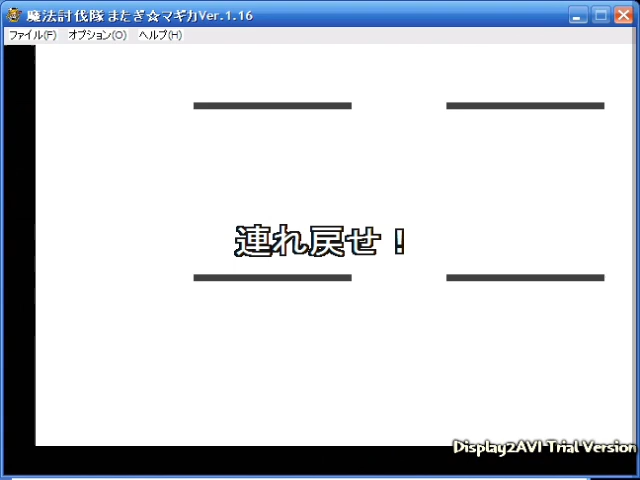 魔法討伐隊 またぎ☆マギカVer.1.16
ファイル(F) オプション(O) ヘルプ(H)
連れ戻せ！
Display2AVI Trial Version